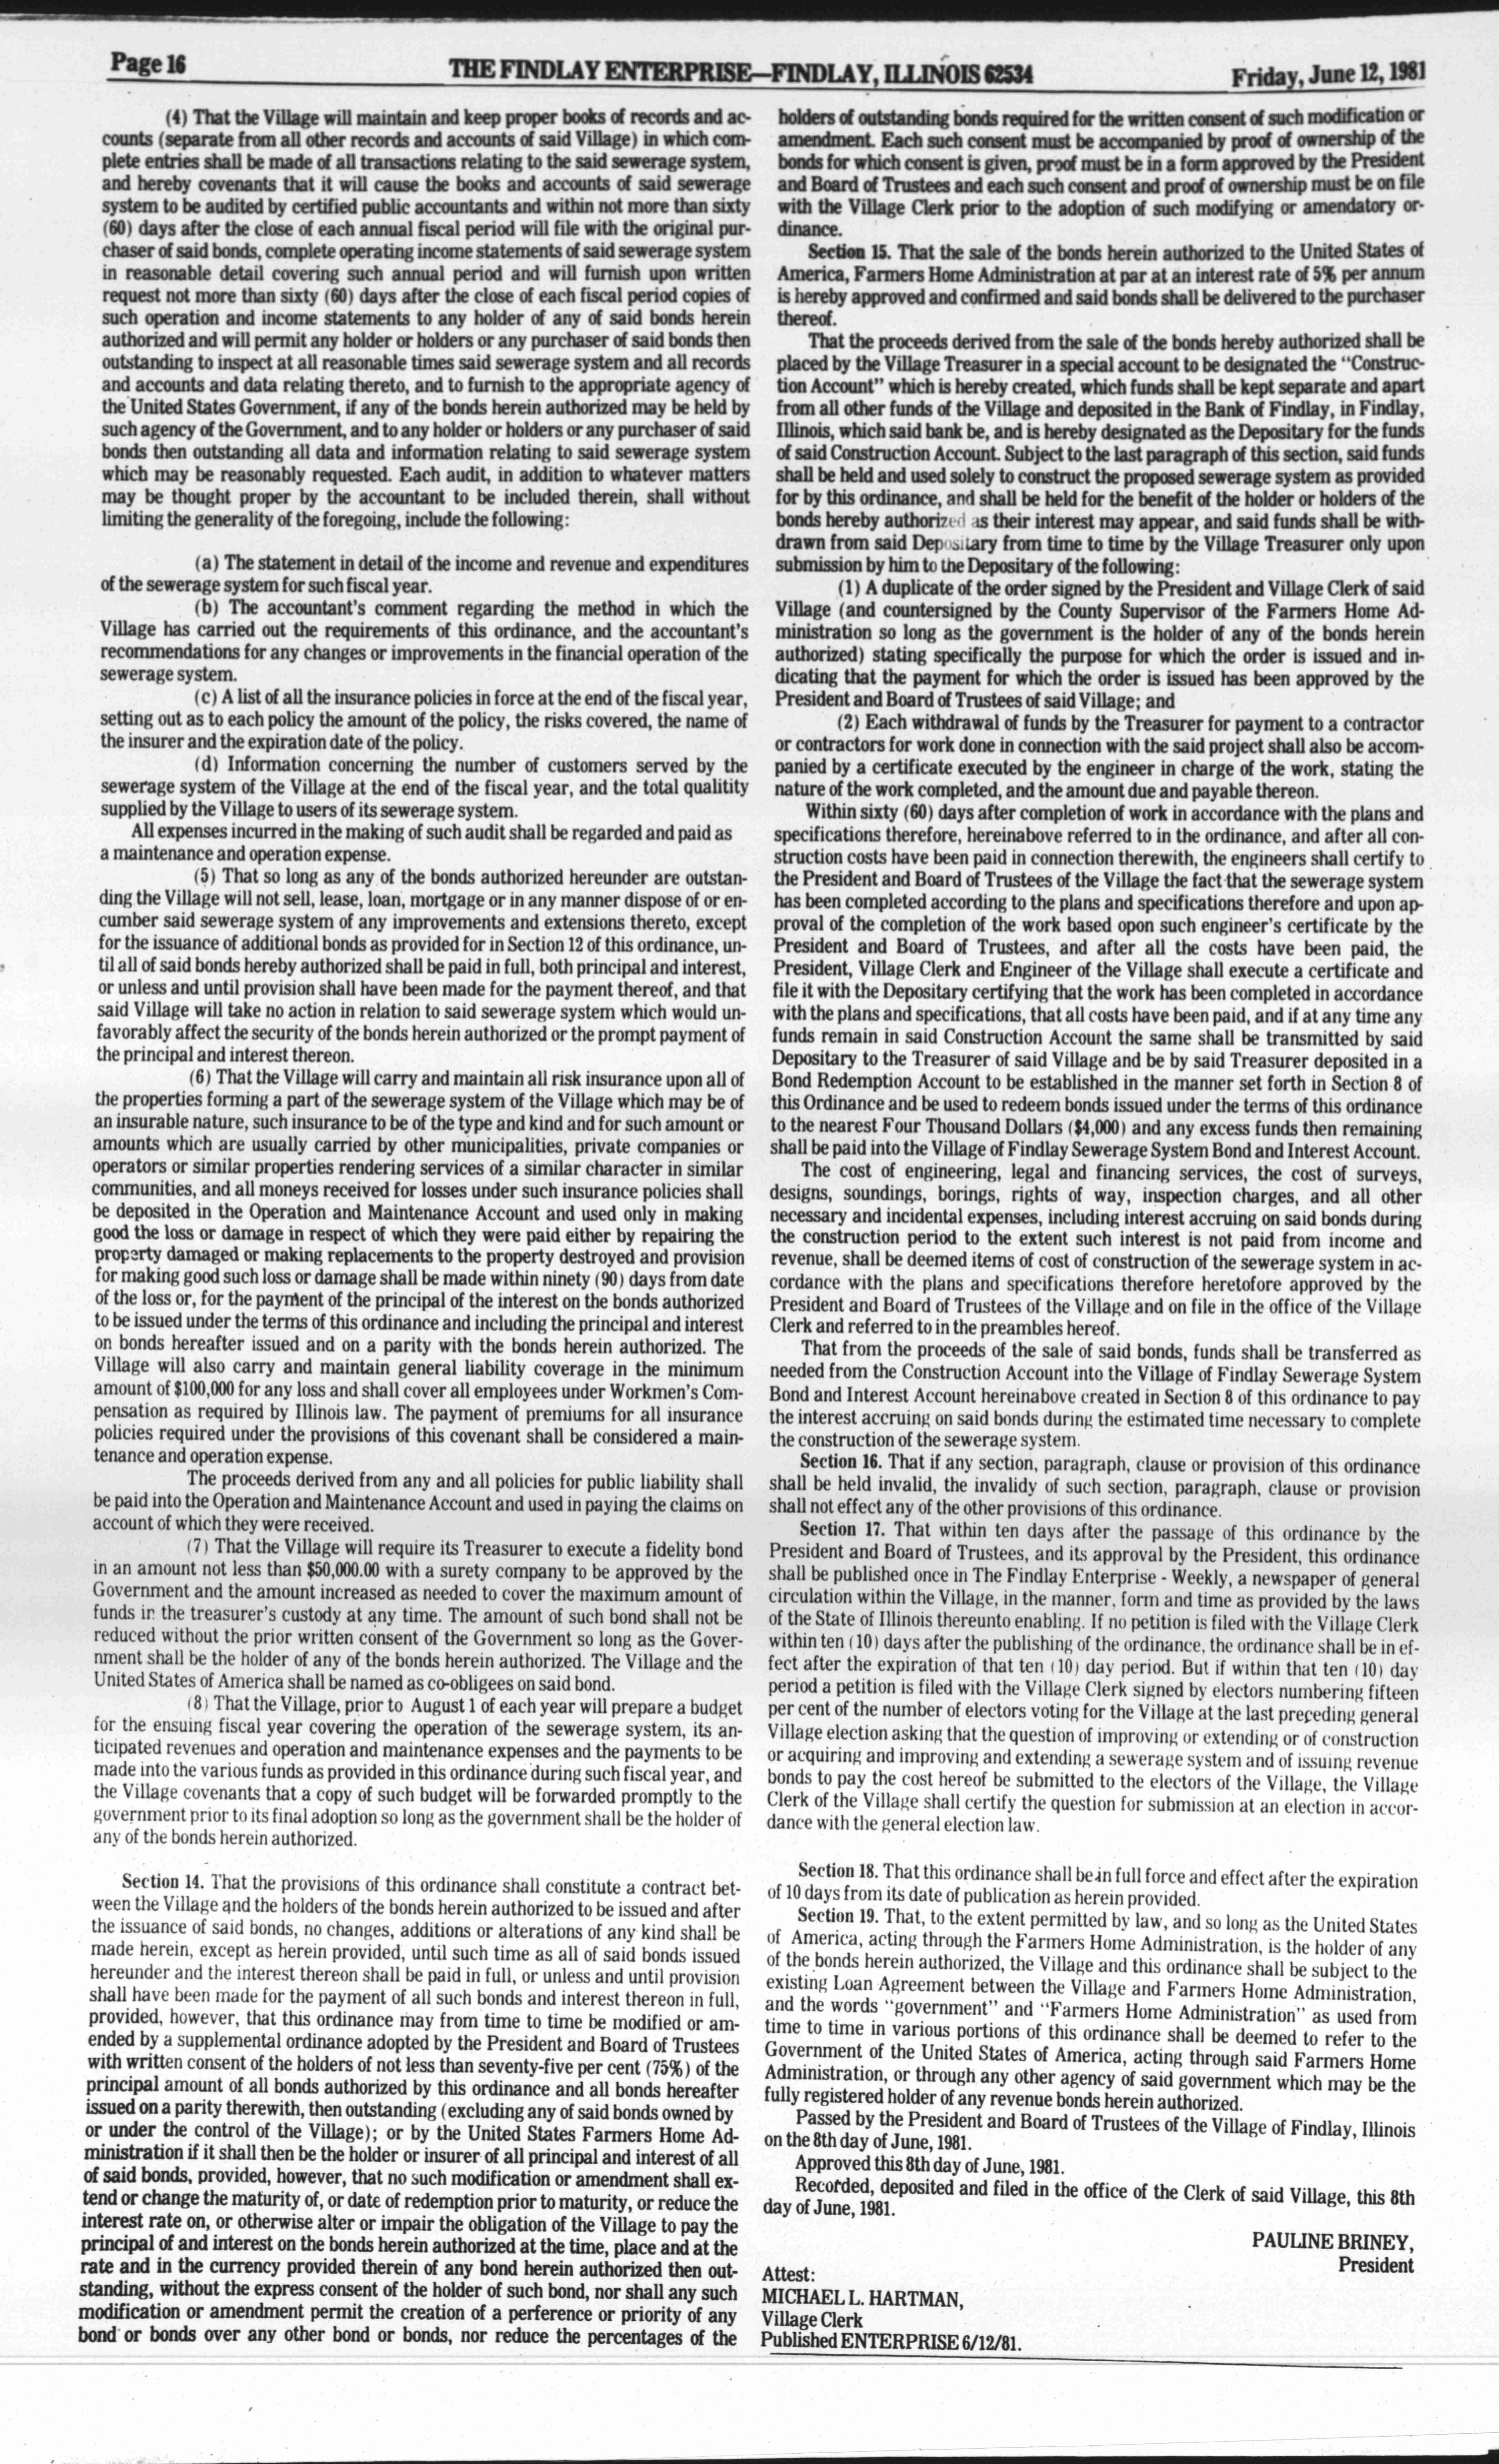 Page 16
THE FINDLAY ENTERPRISE—FINDLAY, ILLINOIS 62534
Friday, June 12, 1981
(4) That the Village will maintain and keep proper books of records and ac-
counts (separate from all other records and accounts of said Village) in which com-
plete entries shall be made of all transactions relating to the said sewerage system,
and hereby covenants that it will cause the books and accounts of said sewerage
system to be audited by certified public accountants and within not more than sixty
(60) days after the close of each annual fiscal period will file with the original pur-
chaser of said bonds, complete operating income statements of said sewerage system
in reasonable detail covering such annual period and will furnish upon written
request not more than sixty (60) days after the close of each fiscal period copies of
such operation and income statements to any holder of any of said bonds herein
authorized and will permit any holder or holders or any purchaser of said bonds then
outstanding to inspect at all reasonable times said sewerage system and all records
and accounts and data relating thereto, and to furnish to the appropriate agency of
the United States Government, if any of the bonds herein authorized may be held by
such agency of the Government, and to any holder or holders or any purchaser of said
bonds then outstanding all data and information relating to said sewerage system
which may be reasonably requested. Each audit, in addition to whatever matters
may be thought proper by the accountant to be included therein, shall without
limiting the generality of the foregoing, include the following:
(a) The statement in detail of the income and revenue and expenditures
of the sewerage system for such fiscal year.
(b) The accountant's comment regarding the method in which the
Village has carried out the requirements of this ordinance, and the accountant's
recommendations for any changes or improvements in the financial operation of the
sewerage system.
(c) A list of all the insurance policies in force at the end of the fiscal year,
setting out as to each policy the amount of the policy, the risks covered, the name of
the insurer and the expiration date of the policy.
(d) Information concerning the number of customers served by the
sewerage system of the Village at the end of the fiscal year, and the total qualitity
supplied by the Village to users of its sewerage system.
All expenses incurred in the making of such audit shall be regarded and paid as
a maintenance and operation expense.
(5) That so long as any of the bonds authorized hereunder are outstan-
ding the Village will not sell, lease, loan, mortgage or in any manner dispose of or en-
cumber said sewerage system of any improvements and extensions thereto, except
for the issuance of additional bonds as provided for in Section 12 of this ordinance, un-
til all of said bonds hereby authorized shall be paid in full, both principal and interest,
or unless and until provision shall have been made for the payment thereof, and that
said Village will take no action in relation to said sewerage system which would un-
favorably affect the security of the bonds herein authorized or the prompt payment of
the principal and interest thereon.
(6) That the Village will carry and maintain all risk insurance upon all of
the properties forming a part of the sewerage system of the Village which may be of
an insurable nature, such insurance to be of the type and kind and for such amount or
amounts which are usually carried by other municipalities, private companies or
operators or similar properties rendering services of a similar character in similar
communities, and all moneys received for losses under such insurance policies shall
be deposited in the Operation and Maintenance Account and used only in making
good the loss or damage in respect of which they were paid either by repairing the
property damaged or making replacements to the property destroyed and provision
for making good such loss or damage shall be made within ninety (90) days from date
of the loss or, for the payment of the principal of the interest on the bonds authorized
to be issued under the terms of this ordinance and including the principal and interest
on bonds hereafter issued and on a parity with the bonds herein authorized. The
Village will also carry and maintain general liability coverage in the minimum
amount of $100,000 for any loss and shall cover all employees under Workmen's Com-
pensation as required by Illinois law. The payment of premiums for all insurance
policies required under the provisions of this covenant shall be considered a main-
tenance and operation expense.
The proceeds derived from any and all policies for public liability shall
be paid into the Operation and Maintenance Account and used in paying the claims on
account of which they were received.
(7) That the Village will require its Treasurer to execute a fidelity bond
in an amount not less than $50,000.00 with a surety company to be approved by the
Government and the amount increased as needed to cover the maximum amount of
funds in the treasurer's custody at any time. The amount of such bond shall not be
reduced without the prior written consent of the Government so long as the Gover-
nment shall be the holder of any of the bonds herein authorized. The Village and the
United States of America shall be named as co-obligees on said bond.
(8) That the Village, prior to August 1 of each year will prepare a budget
for the ensuing fiscal year covering the operation of the sewerage system, its an-
ticipated revenues and operation and maintenance expenses and the payments to be
made into the various funds as provided in this ordinance during such fiscal year, and
the Village covenants that a copy of such budget will be forwarded promptly to the
government prior to its final adoption so long as the government shall be the holder of
any of the bonds herein authorized.
Section 14. That the provisions of this ordinance shall constitute a contract bet-
ween the Village and the holders of the bonds herein authorized to be issued and after
the issuance of said bonds, no changes, additions or alterations of any kind shall be
made herein, except as herein provided, until such time as all of said bonds issued
hereunder and the interest thereon shall be paid in full, or unless and until provision
shall have been made for the payment of all such bonds and interest thereon in full,
provided, however, that this ordinance may from time to time be modified or am-
ended by a supplemental ordinance adopted by the President and Board of Trustees
with written consent of the holders of not less than seventy-five per cent (75%) of the
principal amount of all bonds authorized by this ordinance and all bonds hereafter
issued on a parity therewith, then outstanding (excluding any of said bonds owned by
or under the control of the Village); or by the United States Farmers Home Ad-
ministration if it shall then be the holder or insurer of all principal and interest of all
of said bonds, provided, however, that no such modification or amendment shall ex-
tend or change the maturity of, or date of redemption prior to maturity, or reduce the
interest rate on, or otherwise alter or impair the obligation of the Village to pay the
principal of and interest on the bonds herein authorized at the time, place and at the
rate and in the currency provided therein of any bond herein authorized then out-
standing, without the express consent of the holder of such bond, nor shall any such
modification or amendment permit the creation of a perference or priority of any
bond or bonds over any other bond or bonds, nor reduce the percentages of the
holders of outstanding bonds required for the written consent of such modification or
amendment. Each such consent must be accompanied by proof of ownership of the
bonds for which consent is given, proof must be in a form approved by the President
and Board of Trustees and each such consent and proof of ownership must be on file
with the Village Clerk prior to the adoption of such modifying or amendatory or-
dinance.
Section 15. That the sale of the bonds herein authorized to the United States of
America, Farmers Home Administration at par at an interest rate of 5% per annum
is hereby approved and confirmed and said bonds shall be delivered to the purchaser
thereof.
That the proceeds derived from the sale of the bonds hereby authorized shall be
placed by the Village Treasurer in a special account to be designated the "Construc-
tion Account" which is hereby created, which funds shall be kept separate and apart
from all other funds of the Village and deposited in the Bank of Findlay, in Findlay,
Illinois, which said bank be, and is hereby designated as the Depositary for the funds
of said Construction Account. Subject to the last paragraph of this section, said funds
shall be held and used solely to construct the proposed sewerage system as provided
for by this ordinance, and shall be held for the benefit of the holder or holders of the
bonds hereby authorized as their interest may appear, and said funds shall be with-
drawn from said Depositary from time to time by the Village Treasurer only upon
submission by him to the Depositary of the following:
(1) A duplicate of the order signed by the President and Village Clerk of said
Village (and countersigned by the County Supervisor of the Farmers Home Ad-
ministration so long as the government is the holder of any of the bonds herein
authorized) stating specifically the purpose for which the order is issued and in-
dicating that the payment for which the order is issued has been approved by the
President and Board of Trustees of said Village; and
(2) Each withdrawal of funds by the Treasurer for payment to a contractor
or contractors for work done in connection with the said project shall also be accom-
panied by a certificate executed by the engineer in charge of the work, stating the
nature of the work completed, and the amount due and payable thereon.
Within sixty (60) days after completion of work in accordance with the plans and
specifications therefore, hereinabove referred to in the ordinance, and after all con-
struction costs have been paid in connection therewith, the engineers shall certify to
the President and Board of Trustees of the Village the fact that the sewerage system
has been completed according to the plans and specifications therefore and upon ap-
proval of the completion of the work based upon such engineer's certificate by the
President and Board of Trustees, and after all the costs have been paid, the
President, Village Clerk and Engineer of the Village shall execute a certificate and
file it with the Depositary certifying that the work has been completed in accordance
with the plans and specifications, that all costs have been paid, and if at any time any
funds remain in said Construction Account the same shall be transmitted by said
Depositary to the Treasurer of said Village and be by said Treasurer deposited in a
Bond Redemption Account to be established in the manner set forth in Section 8 of
this Ordinance and be used to redeem bonds issued under the terms of this ordinance
to the nearest Four Thousand Dollars ($4,000) and any excess funds then remaining
shall be paid into the Village of Findlay Sewerage System Bond and Interest Account.
The cost of engineering, legal and financing services, the cost of surveys,
designs, soundings, borings, rights of way, inspection charges, and all other
necessary and incidental expenses, including interest accruing on said bonds during
the construction period to the extent such interest is not paid from income and
revenue, shall be deemed items of cost of construction of the sewerage system in ac-
cordance with the plans and specifications therefore heretofore approved by the
President and Board of Trustees of the Village and on file in the office of the Village
Clerk and referred to in the preambles hereof.
That from the proceeds of the sale of said bonds, funds shall be transferred as
needed from the Construction Account into the Village of Findlay Sewerage System
Bond and Interest Account hereinabove created in Section 8 of this ordinance to pay
the interest accruing on said bonds during the estimated time necessary to complete
the construction of the sewerage system.
Section 16. That if any section, paragraph, clause or provision of this ordinance
shall be held invalid, the invalidy of such section, paragraph, clause or provision
shall not effect any of the other provisions of this ordinance.
Section 17. That within ten days after the passage of this ordinance by the
President and Board of Trustees, and its approval by the President, this ordinance
shall be published once in The Findlay Enterprise - Weekly, a newspaper of general
circulation within the Village, in the manner, form and time as provided by the laws
of the State of Illinois thereunto enabling. If no petition is filed with the Village Clerk
within ten (10) days after the publishing of the ordinance, the ordinance shall be in ef-
fect after the expiration of that ten (10) day period. But if within that ten (10) day
period a petition is filed with the Village Clerk signed by electors numbering fifteen
per cent of the number of electors voting for the Village at the last preceding general
Village election asking that the question of improving or extending or of construction
or acquiring and improving and extending a sewerage system and of issuing revenue
bonds to pay the cost hereof be submitted to the electors of the Village, the Village
Clerk of the Village shall certify the question for submission at an election in accor-
dance with the general election law.
Section 18. That this ordinance shall be in full force and effect after the expiration
of 10 days from its date of publication as herein provided.
Section 19. That, to the extent permitted by law, and so long as the United States
of America, acting through the Farmers Home Administration, is the holder of any
of the bonds herein authorized, the Village and this ordinance shall be subject to the
existing Loan Agreement between the Village and Farmers Home Administration,
and the words "government" and "Farmers Home Administration" as used from
time to time in various portions of this ordinance shall be deemed to refer to the
Government of the United States of America, acting through said Farmers Home
Administration, or through any other agency of said government which may be the
fully registered holder of any revenue bonds herein authorized.
Passed by the President and Board of Trustees of the Village of Findlay, Illinois
on the 8th day of June, 1981.
Approved this 8th day of June, 1981.
Recorded, deposited and filed in the office of the Clerk of said Village, this 8th
day of June, 1981.
PAULINE BRINEY,
President
Attest:
MICHAEL L. HARTMAN,
Village Clerk
Published ENTERPRISE 6/12/81.